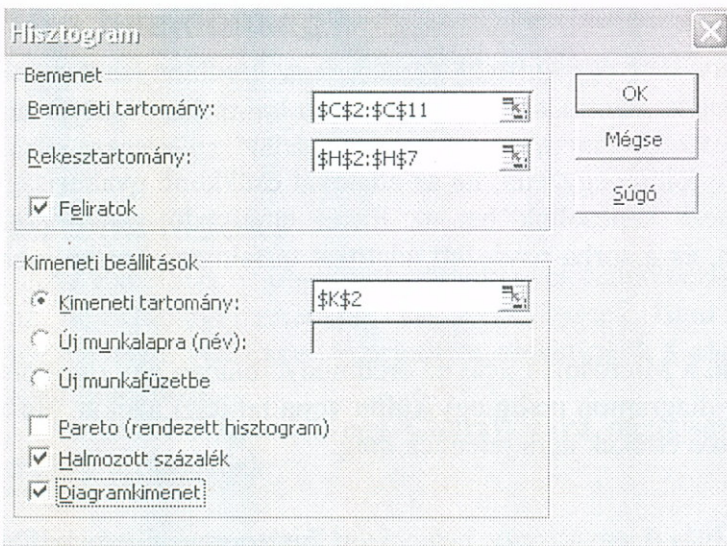 Hisztogram
Bemenet
Bemeneti tartomány: $C$2:$C$11
Rekesztartomány: $H$2:$H$7
Feliratok
OK
Mégse
Súgó
Kimeneti beállítások
Kimeneti tartomány: $K$2
Új munkalapra (név):
Új munkafüzetbe
Pareto (rendezett hisztogram)
Halmozott százalék
Diagramkimenet